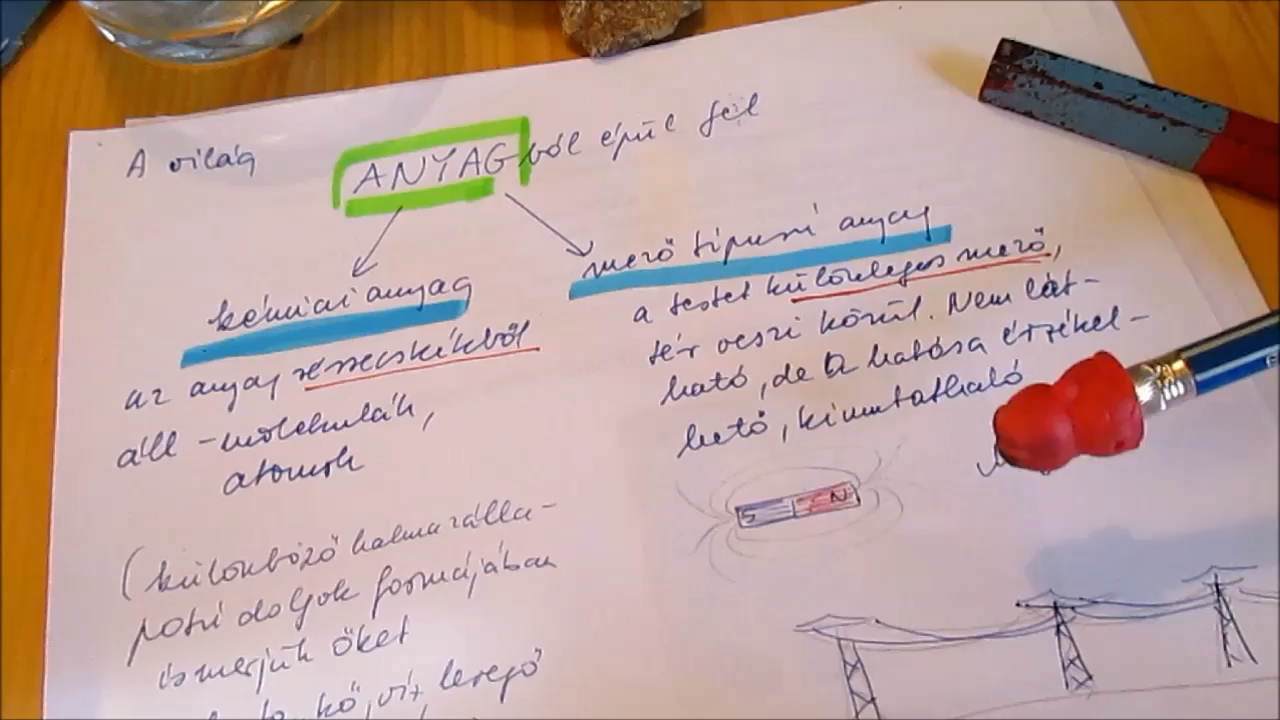 A világ ANYAGból épül fel
kémiai anyag
az anyag részecskékből
áll - molekulák,
atomok
(különböző halmazálla-
potú dolgok formájában
ismerjük őket
kő, víz, levegő
mező típusú anyag
a testet különleges mező,
tér veszi körül. Nem lát-
ható, de a hatása érzékel-
hető, kimutatható
S N